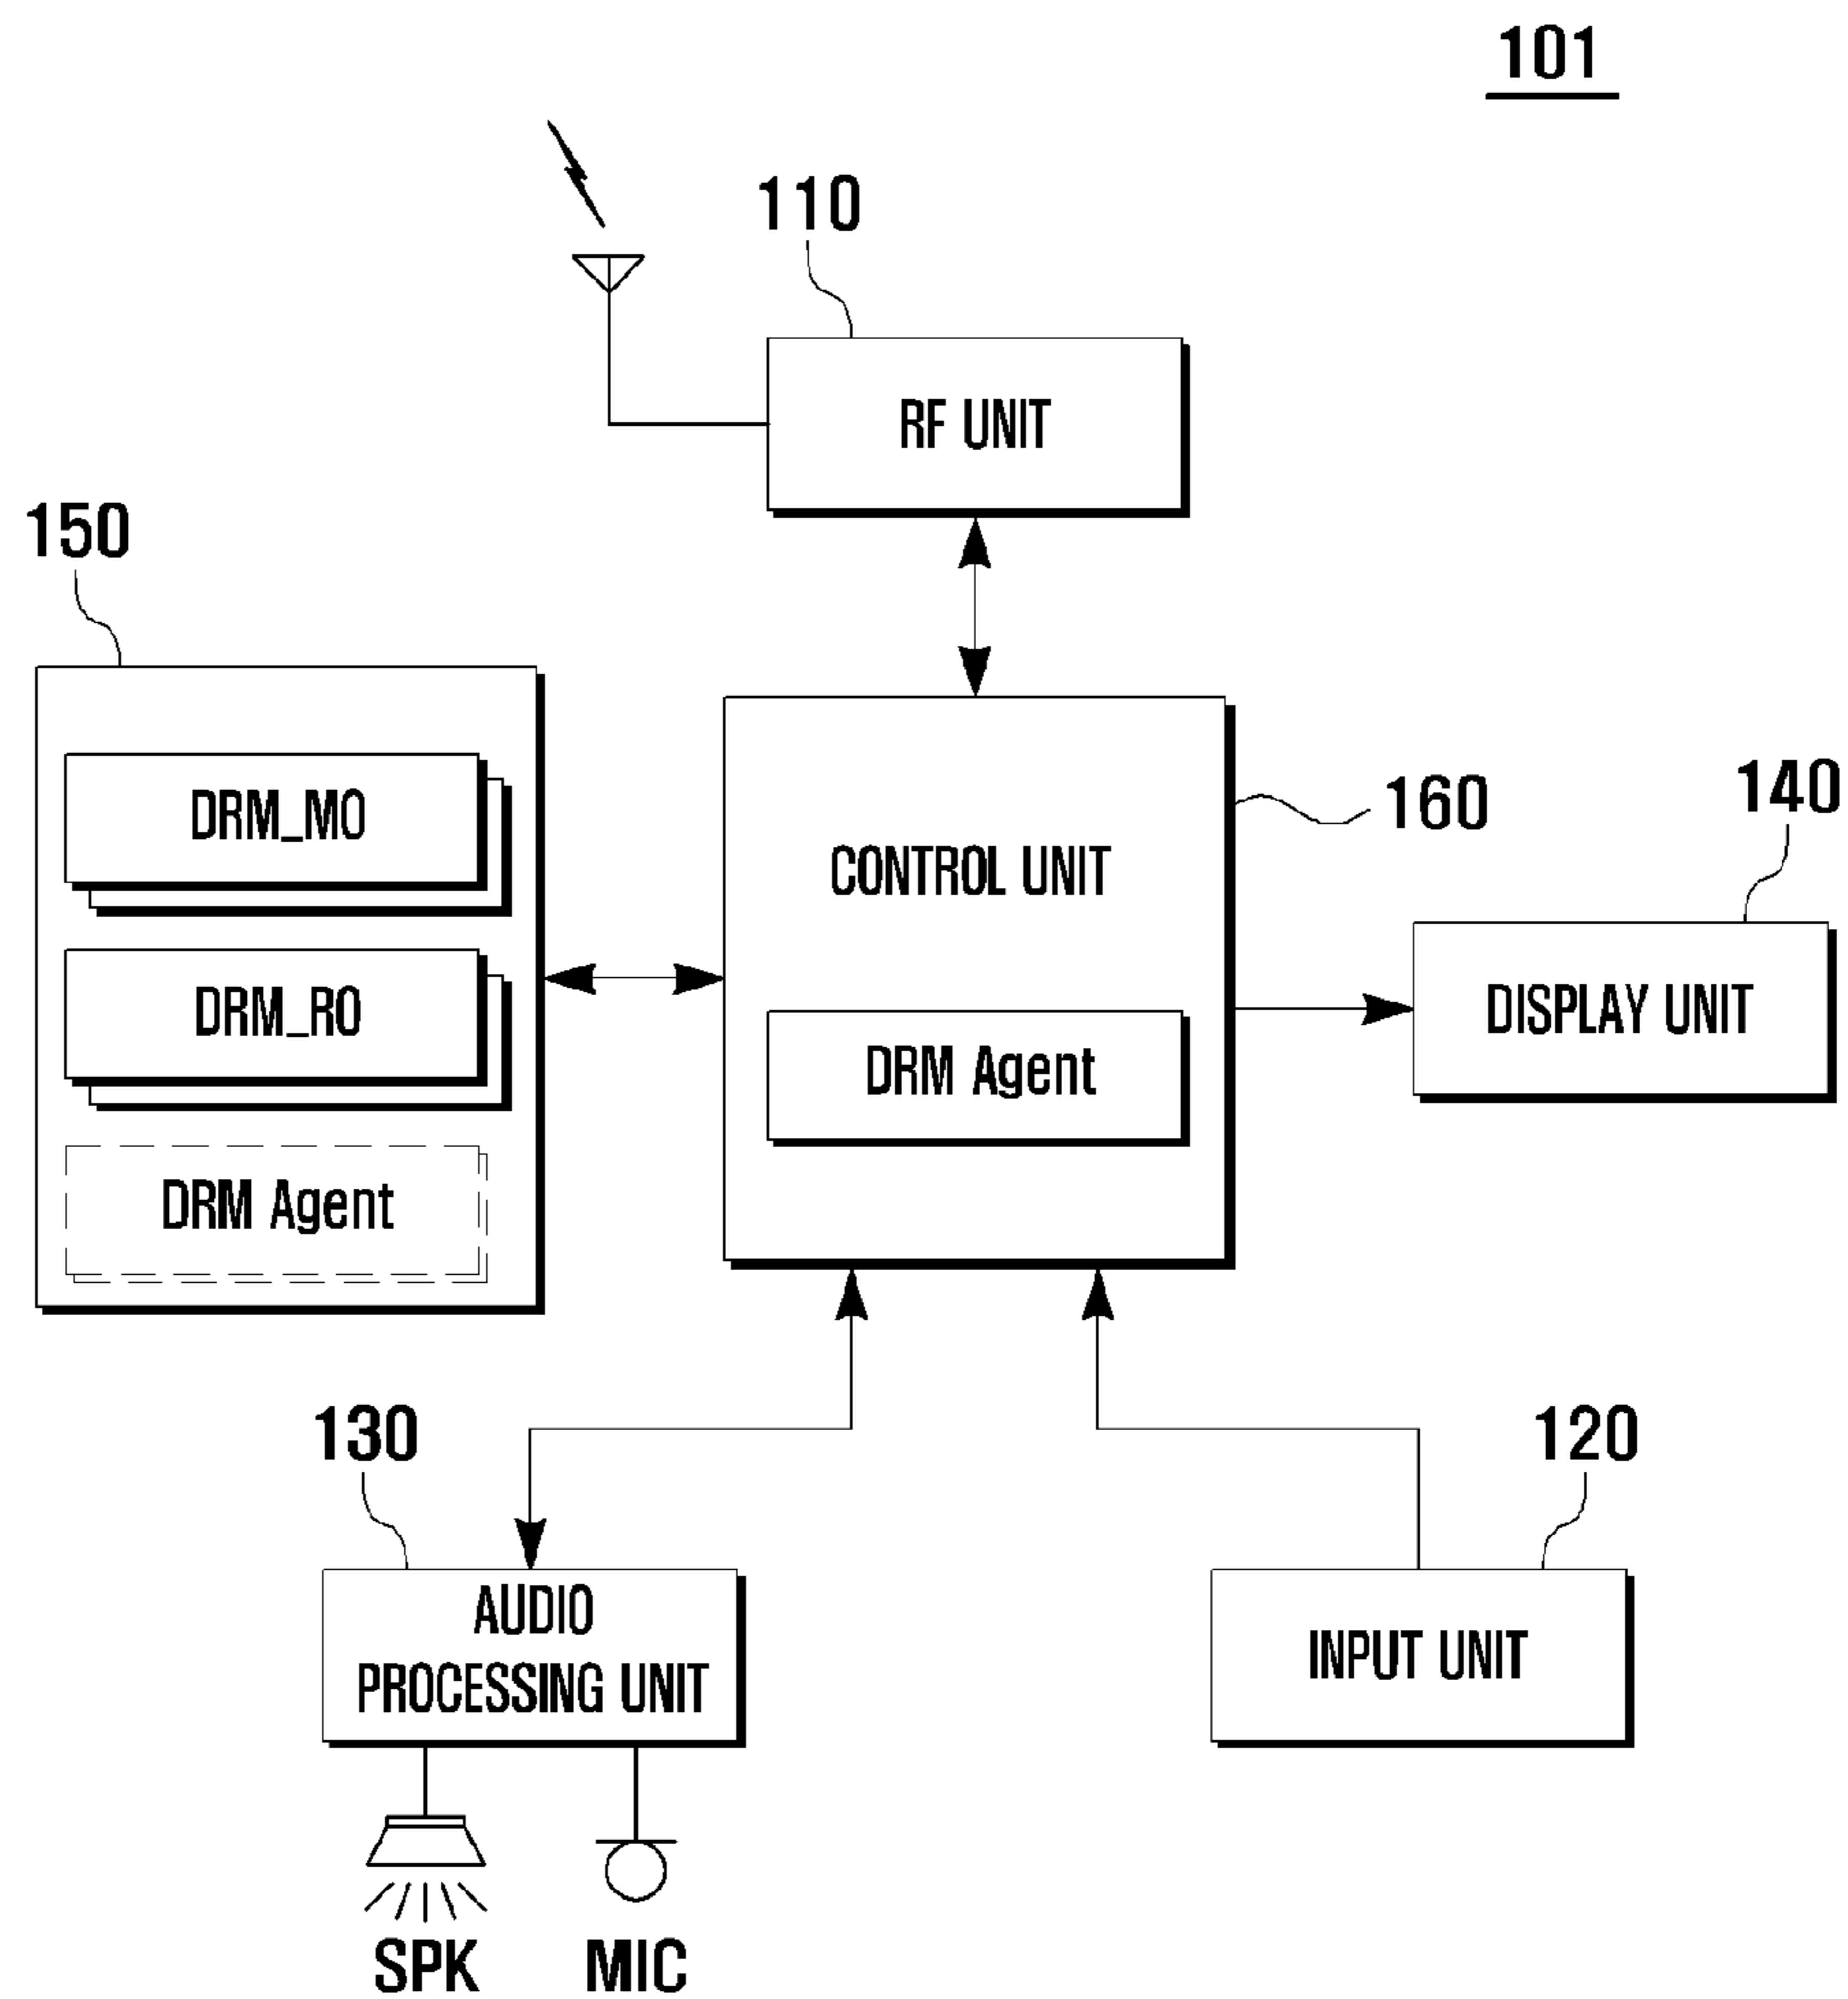 101
110
RF UNIT
150
DRM_MO
DRM_RO
DRM Agent
CONTROL UNIT
DRM Agent
160
140
DISPLAY UNIT
130
AUDIO
PROCESSING UNIT
SPK
MIC
120
INPUT UNIT